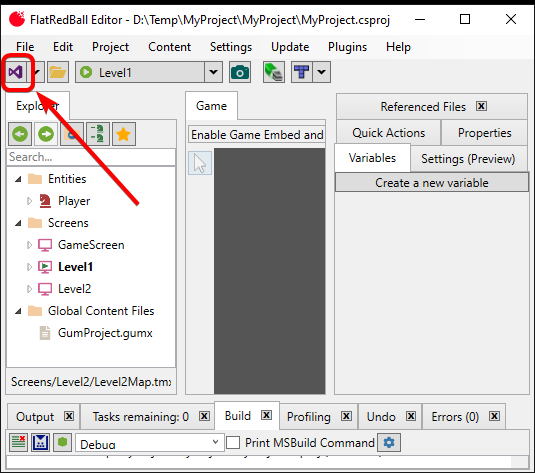 FlatRedBall Editor - D:\Temp\MyProject\MyProject\MyProject.csproj
File Edit Project Content Settings Update Plugins Help
Level1
Explorer
Game
Referenced Files
Quick Actions Properties
Variables Settings (Preview)
Enable Game Embed and
Create a new variable
Search...
Entities
Player
Screens
GameScreen
Level1
Level2
Global Content Files
GumProject.gumx
Screens/Level2/Level2Map.tmx
Output Tasks remaining: 0 Build Profiling Undo Errors (0)
Debug Print MSBuild Command